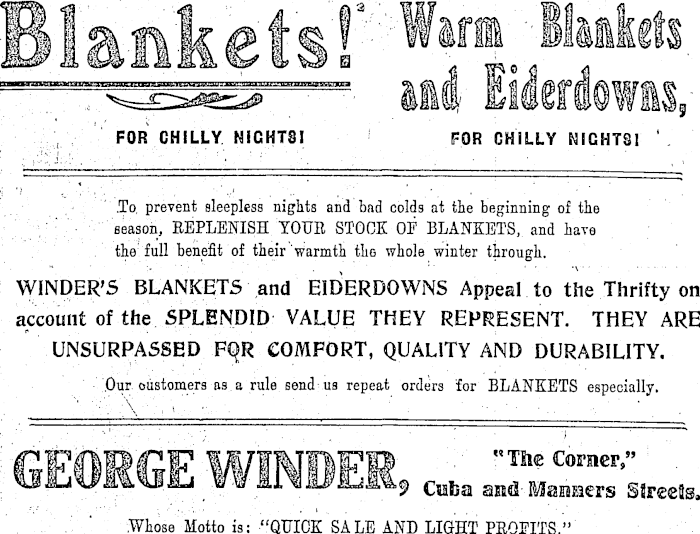 Blankets!
FOR CHILLY NIGHTS!
Warm Blankets
and Eiderdowns,
FOR CHILLY NIGHTS!
To prevent sleepless nights and bad colds at the beginning of the
season, REPLENISH YOUR STOCK OF BLANKETS, and have
the full benefit of their warmth the whole winter through.
WINDER'S BLANKETS and EIDERDOWNS Appeal to the Thrifty on
account of the SPLENDID VALUE THEY REPRESENT. THEY ARE
UNSURPASSED FOR COMFORT, QUALITY AND DURABILITY.
Our customers as a rule send us repeat orders for BLANKETS especially.
GEORGE WINDER,
"The Corner,"
Cuba and Manners Streets.
Whose Motto is: "QUICK SALE AND LIGHT PROFITS."